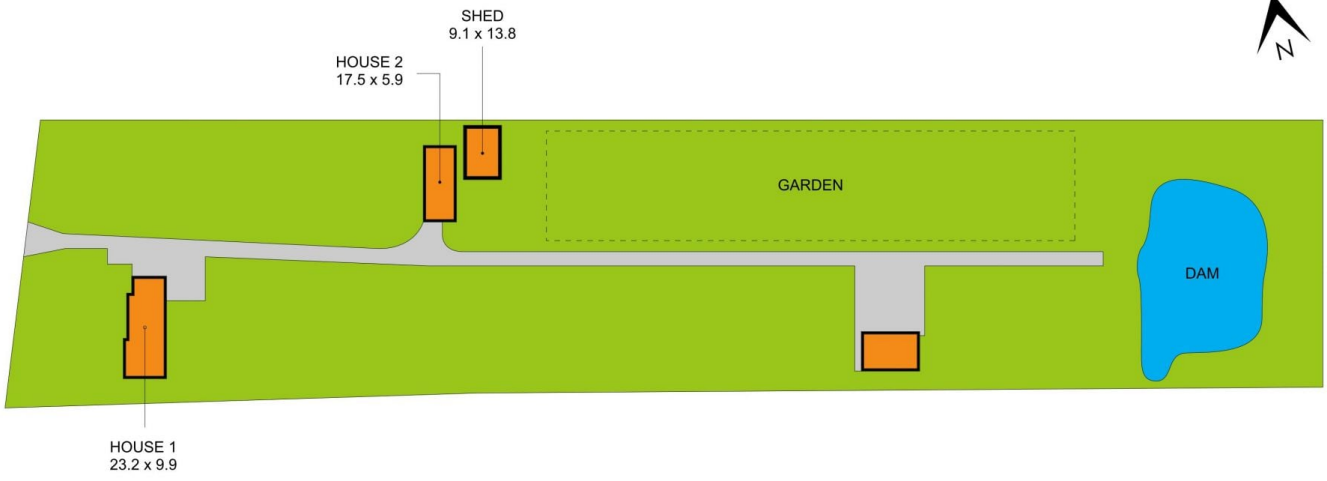 SHED
9.1 x 13.8
HOUSE 2
17.5 x 5.9
N
GARDEN
DAM
HOUSE 1
23.2 x 9.9